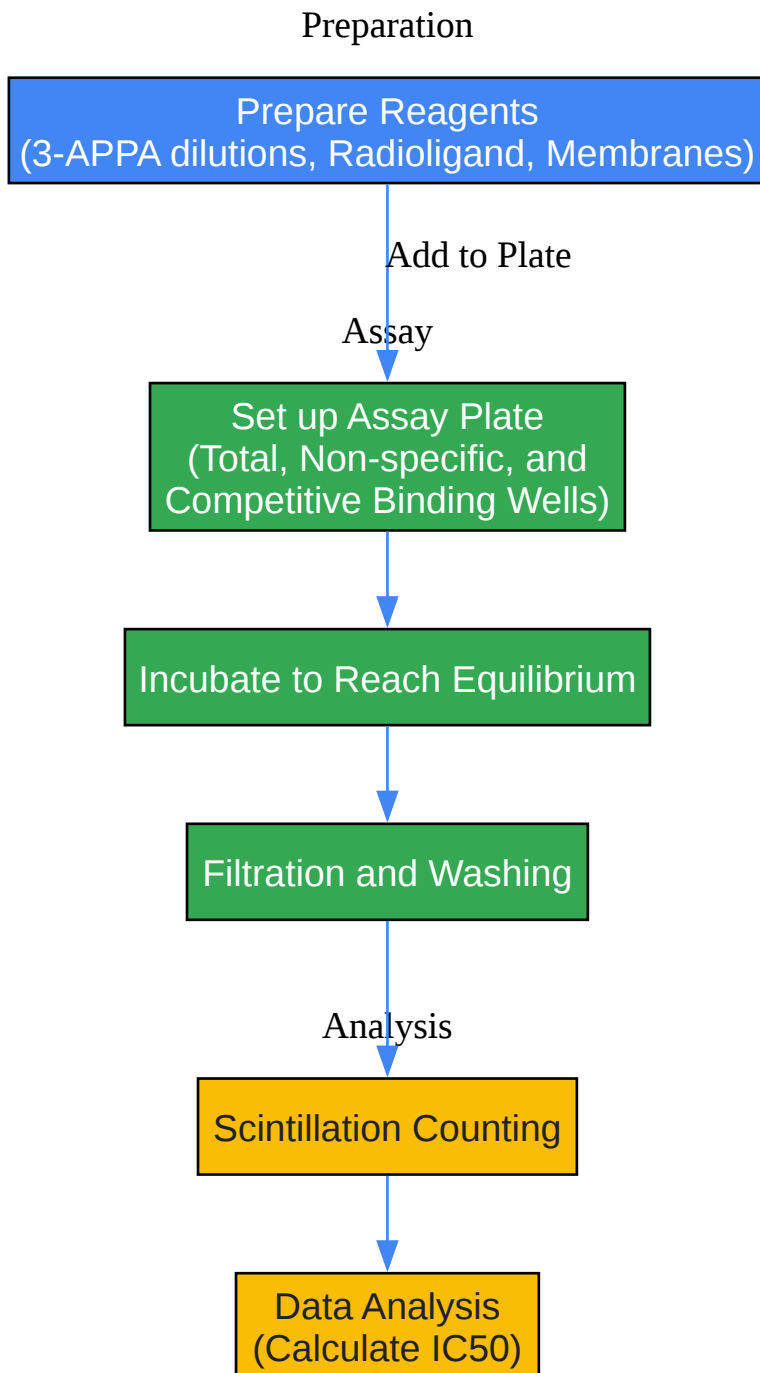 Preparation
Prepare Reagents
(3-APPA dilutions, Radioligand, Membranes)
Add to Plate
Assay
Set up Assay Plate
(Total, Non-specific, and
Competitive Binding Wells)
Incubate to Reach Equilibrium
Filtration and Washing
Analysis
Scintillation Counting
Data Analysis
(Calculate IC50)